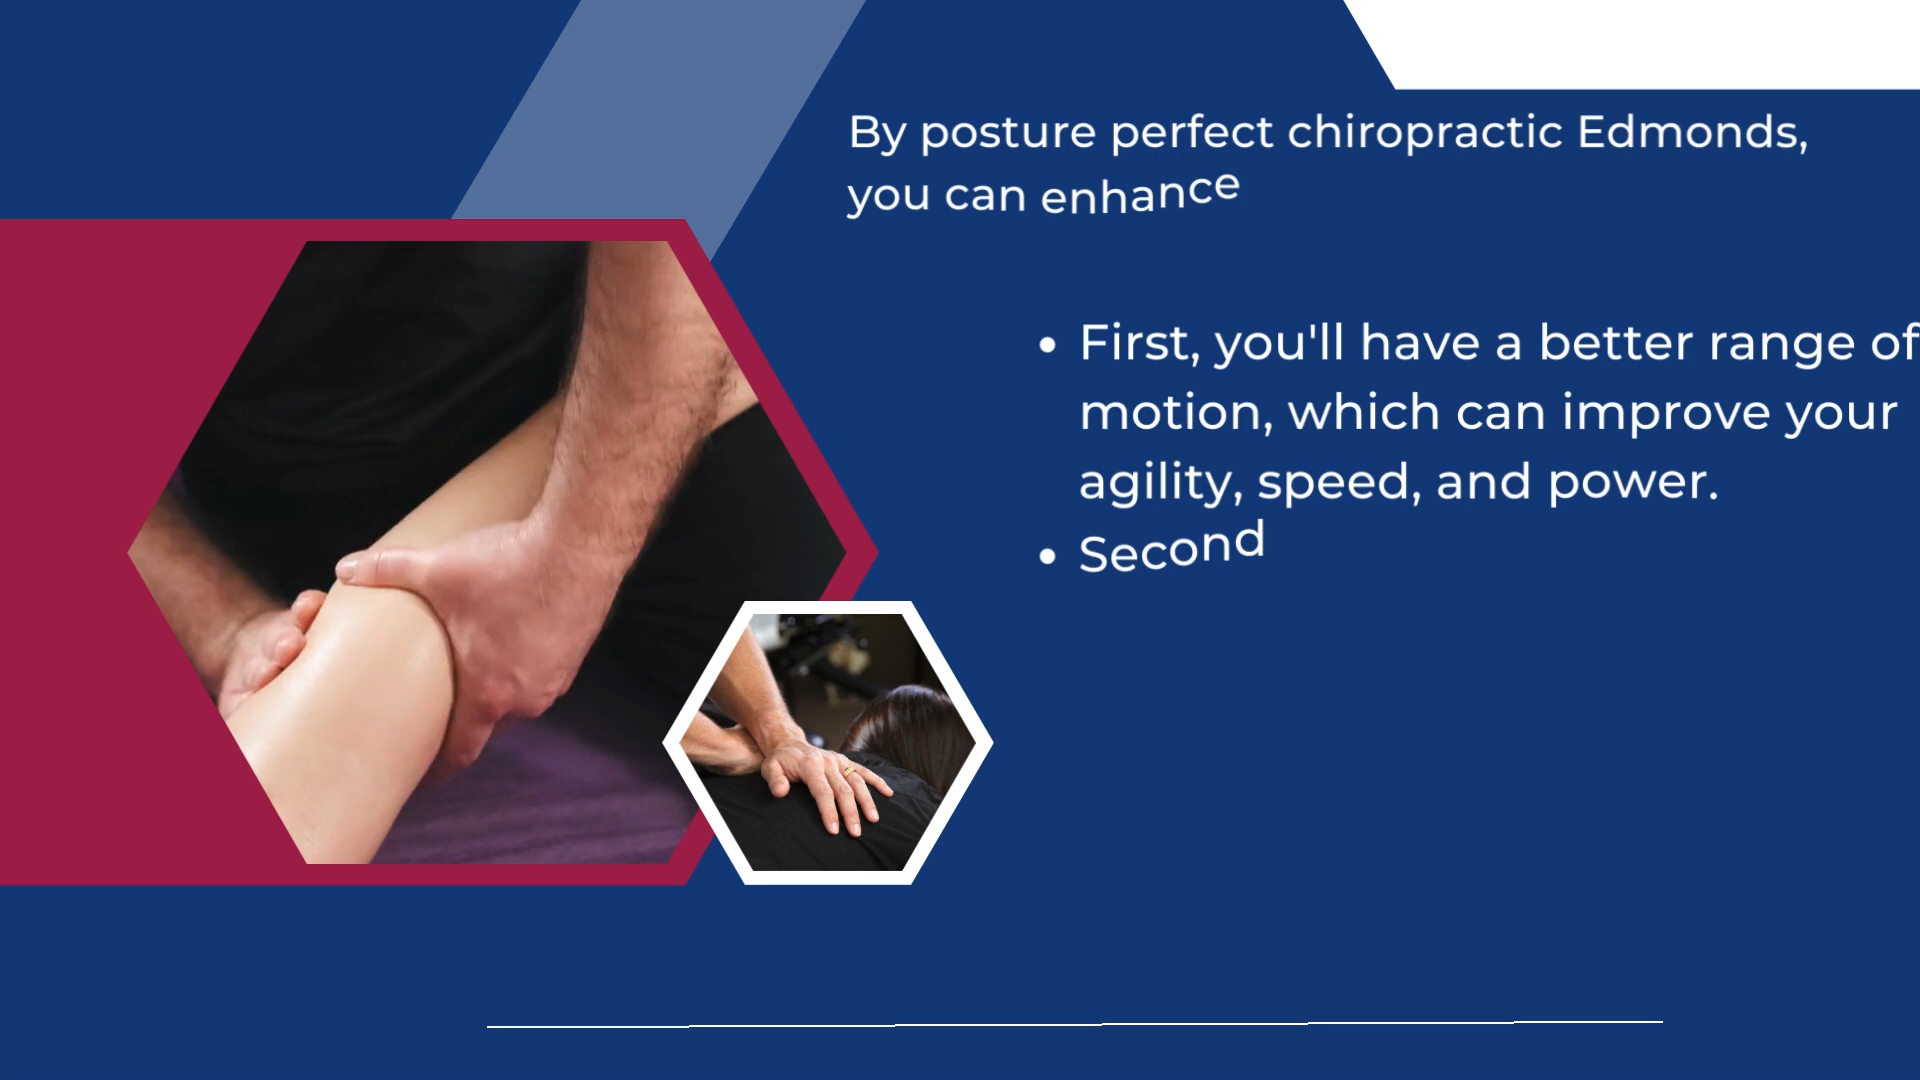 By posture perfect chiropractic Edmonds,
you can enhance
• First, you'll have a better range of
motion, which can improve your
agility, speed, and power.
• Second